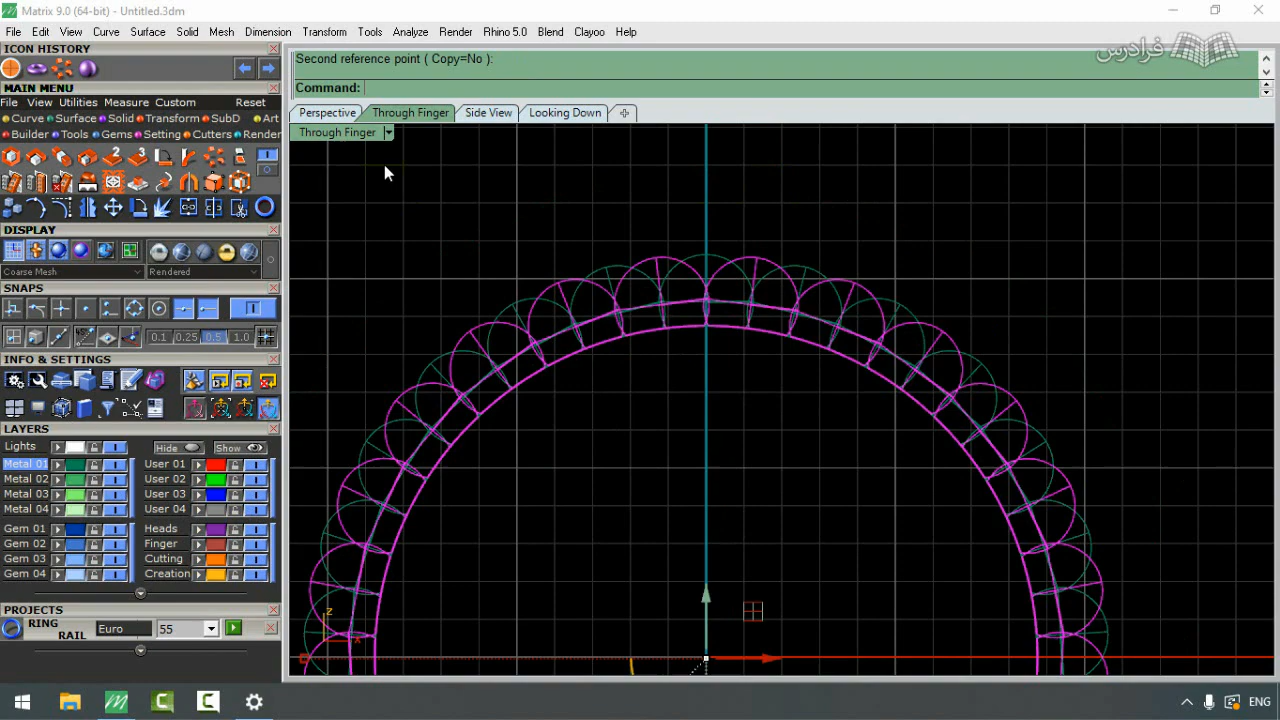 Matrix 9.0 (64-bit) - Untitled.3dm
File Edit View Curve Surface Solid Mesh Dimension Transform Tools Analyze Render Rhino 5.0 Blend Clayoo Help
فرادرس
ICON HISTORY
Second reference point ( Copy=No ):
Command:
MAIN MENU
File View Utilities Measure Custom Reset
Curve Surface Solid Transform SubD Art
Builder Tools Gems Setting Cutters Render
Perspective Through Finger Side View Looking Down
Through Finger
2 3
DISPLAY
Coarse Mesh Rendered
SNAPS
0.1 0.25 0.5 1.0
INFO & SETTINGS
LAYERS
Lights Hide Show
Metal 01 User 01
Metal 02 User 02
Metal 03 User 03
Metal 04 User 04
Gem 01 Heads
Gem 02 Finger
Gem 03 Cutting
Gem 04 Creation
PROJECTS
RING RAIL Euro 55
z
x
ENG